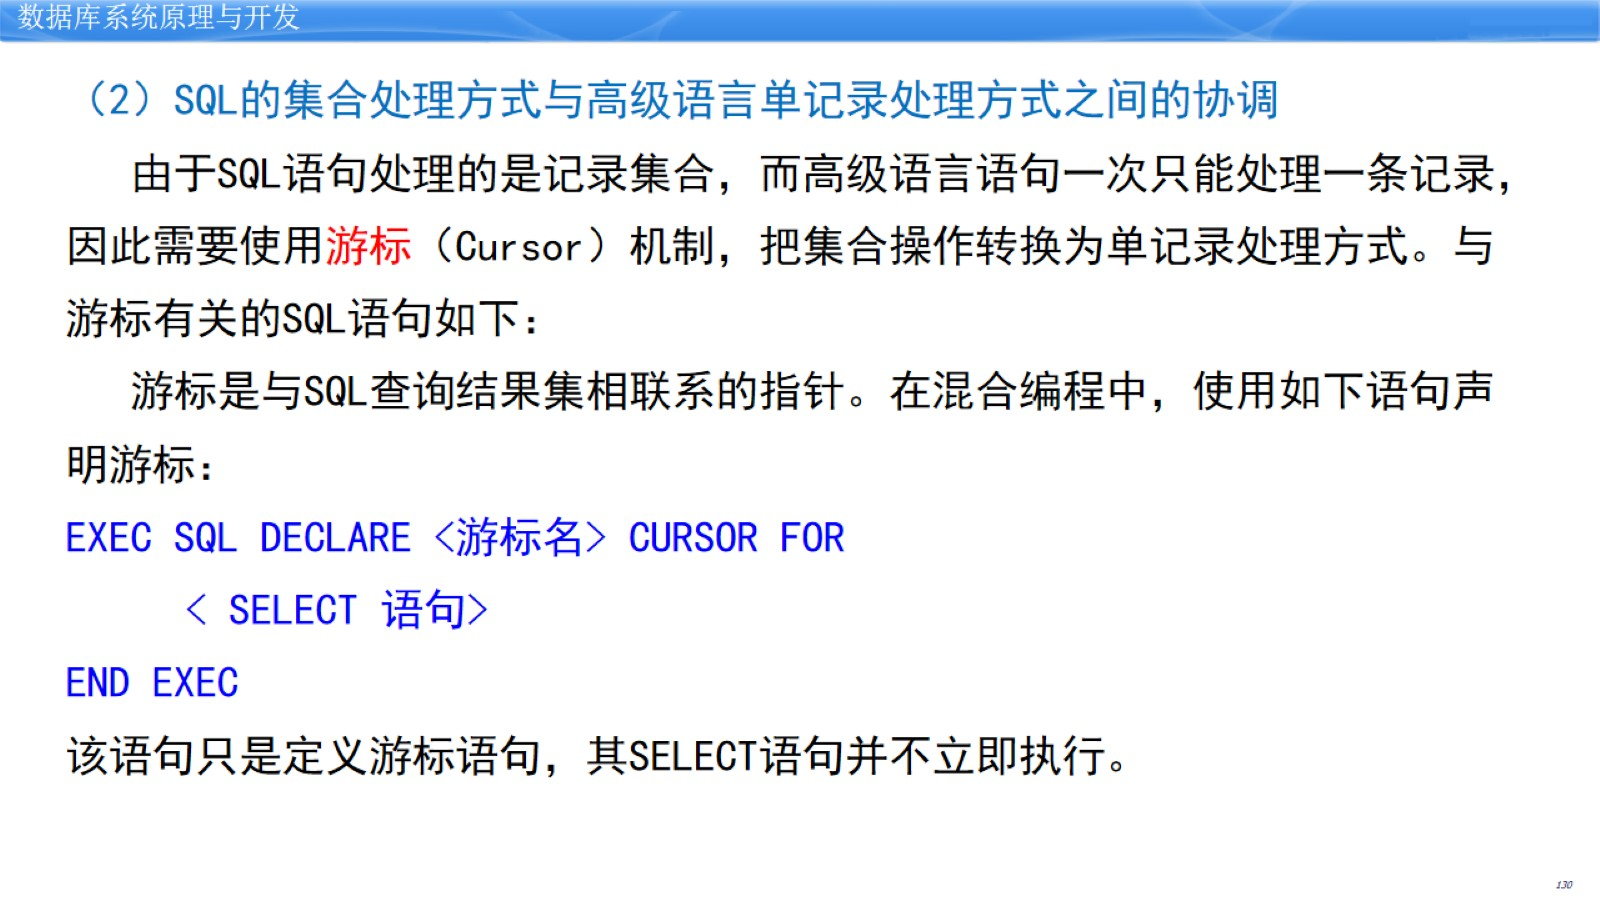 数据库系统原理与开发
（2）SQL的集合处理方式与高级语言单记录处理方式之间的协调
由于SQL语句处理的是记录集合，而高级语言语句一次只能处理一条记录，
因此需要使用游标（Cursor）机制，把集合操作转换为单记录处理方式。与
游标有关的SQL语句如下：
游标是与SQL查询结果集相联系的指针。在混合编程中，使用如下语句声
明游标：
EXEC SQL DECLARE <游标名> CURSOR FOR
< SELECT 语句>
END EXEC
该语句只是定义游标语句，其SELECT语句并不立即执行。
130